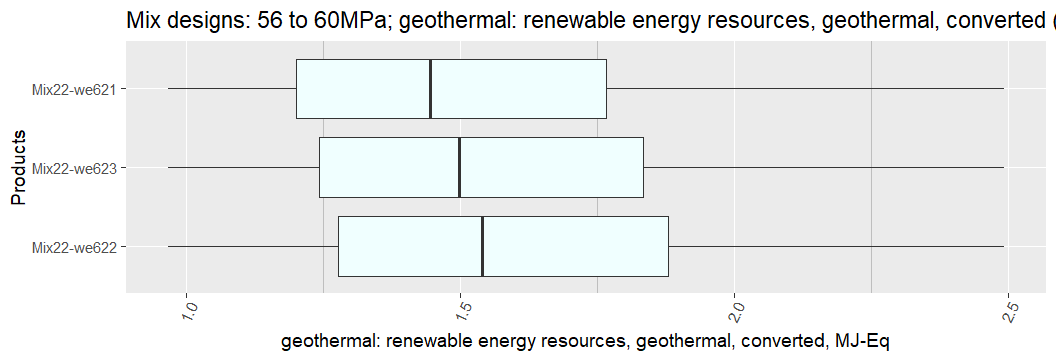 Mix designs: 56 to 60MPa; geothermal: renewable energy resources, geothermal, converted (
Products
Mix22-we621
Mix22-we623
Mix22-we622
1.0
1.5
2.0
2.5
geothermal: renewable energy resources, geothermal, converted, MJ-Eq